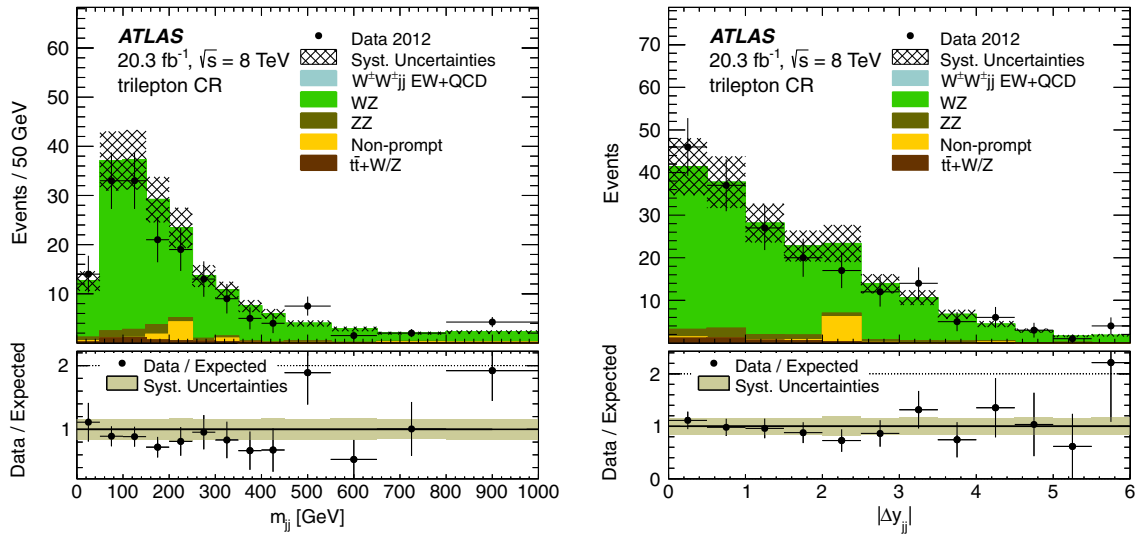 ATLAS
20.3 fb⁻¹, √s = 8 TeV
trilepton CR
Data 2012
Syst. Uncertainties
W±W±jj EW+QCD
WZ
ZZ
Non-prompt
tt̄+W/Z
Events / 50 GeV
60
50
40
30
20
10
Data / Expected
Syst. Uncertainties
Data / Expected
2
1
0 100 200 300 400 500 600 700 800 900 1000
m_jj [GeV]
ATLAS
20.3 fb⁻¹, √s = 8 TeV
trilepton CR
Data 2012
Syst. Uncertainties
W±W±jj EW+QCD
WZ
ZZ
Non-prompt
tt̄+W/Z
Events
70
60
50
40
30
20
10
0
Data / Expected
Syst. Uncertainties
Data / Expected
2
1
0
0 1 2 3 4 5 6
|Δy_jj|